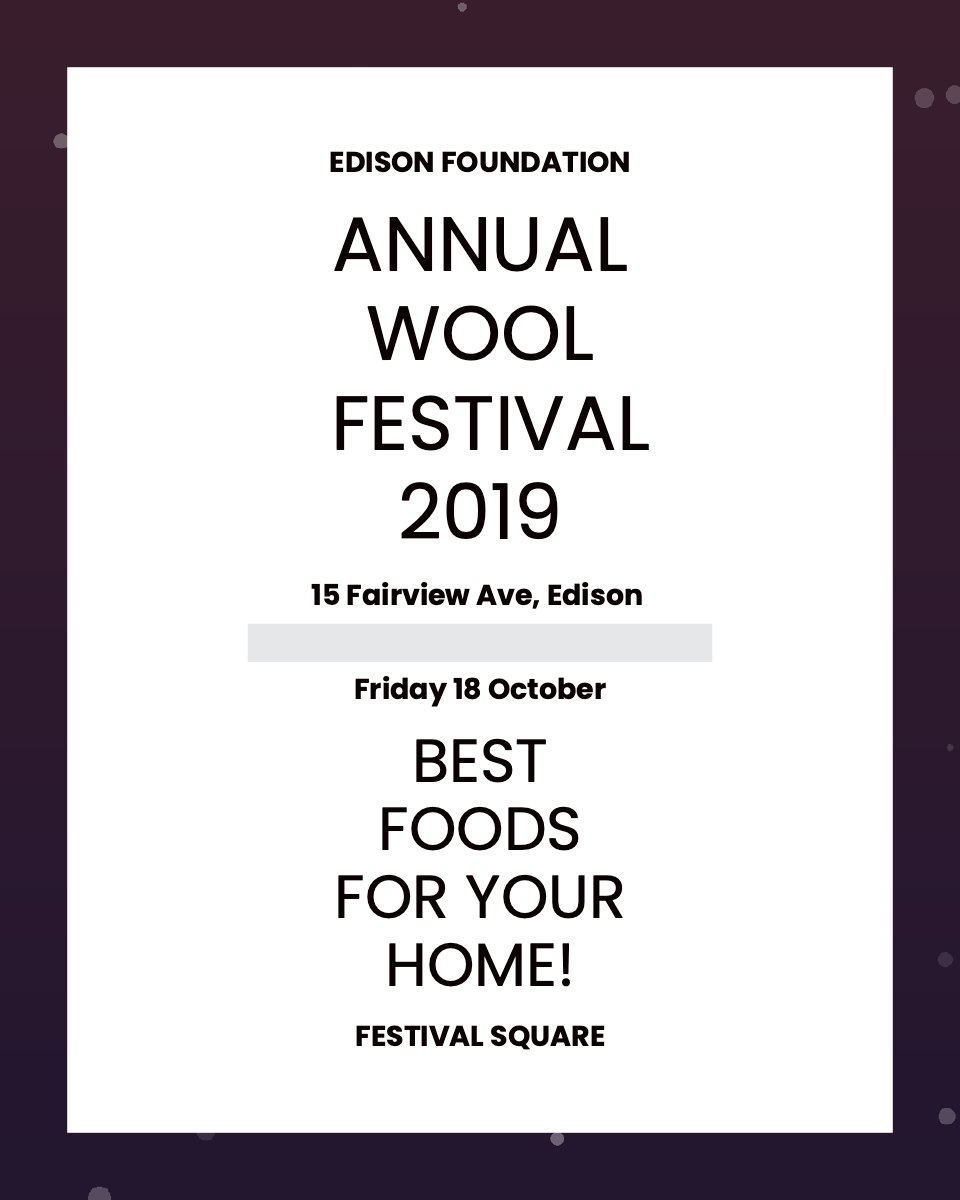 EDISON FOUNDATION
ANNUAL
WOOL
FESTIVAL
2019
15 Fairview Ave, Edison
Friday 18 October
BEST
FOODS
FOR YOUR
HOME!
FESTIVAL SQUARE